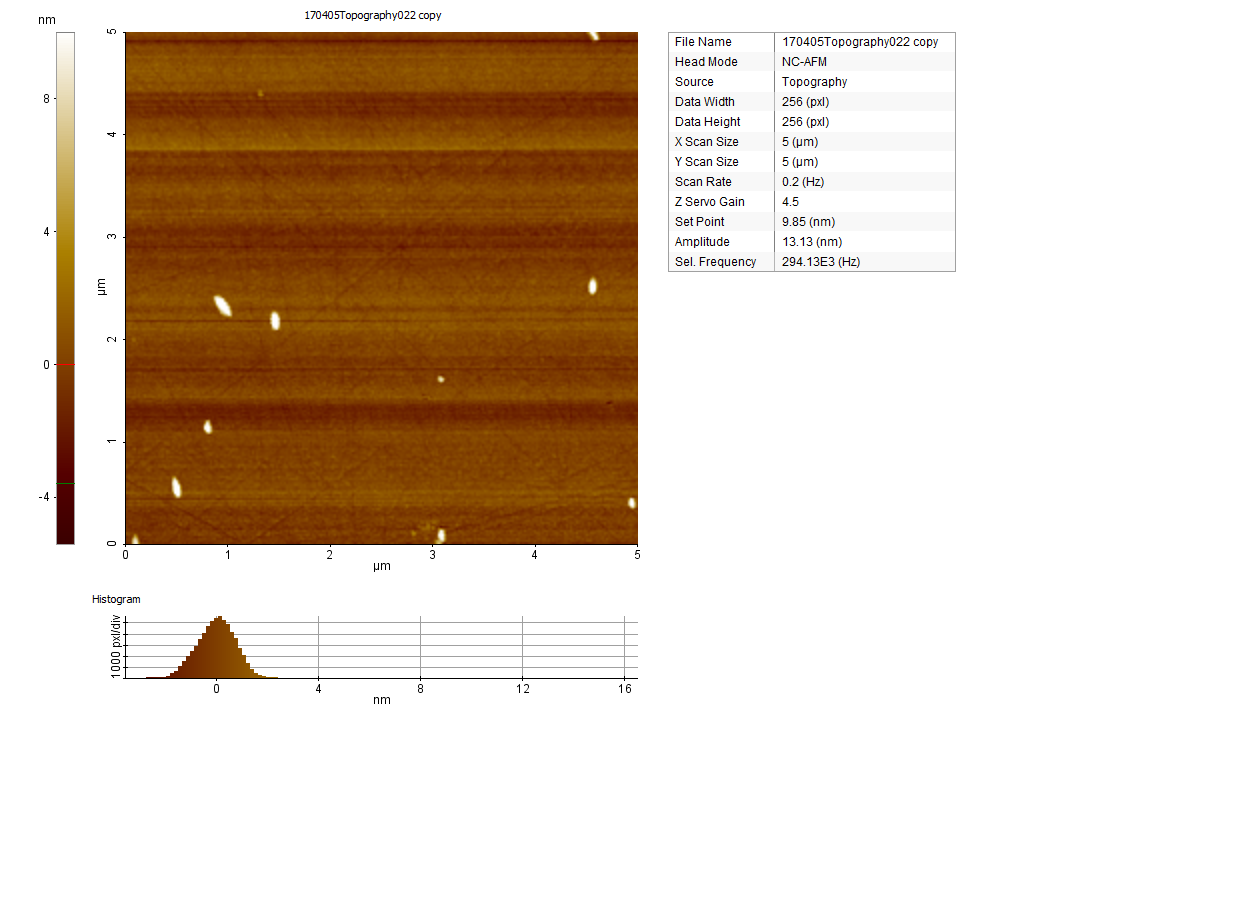 170405Topography022 copy
nm
8
4
0
-4
5
4
3
2
1
0
µm
0 1 2 3 4 5
µm
File Name 170405Topography022 copy
Head Mode NC-AFM
Source Topography
Data Width 256 (pxl)
Data Height 256 (pxl)
X Scan Size 5 (µm)
Y Scan Size 5 (µm)
Scan Rate 0.2 (Hz)
Z Servo Gain 4.5
Set Point 9.85 (nm)
Amplitude 13.13 (nm)
Sel. Frequency 294.13E3 (Hz)
Histogram
1000 pxl/div
0 4 8 12 16
nm